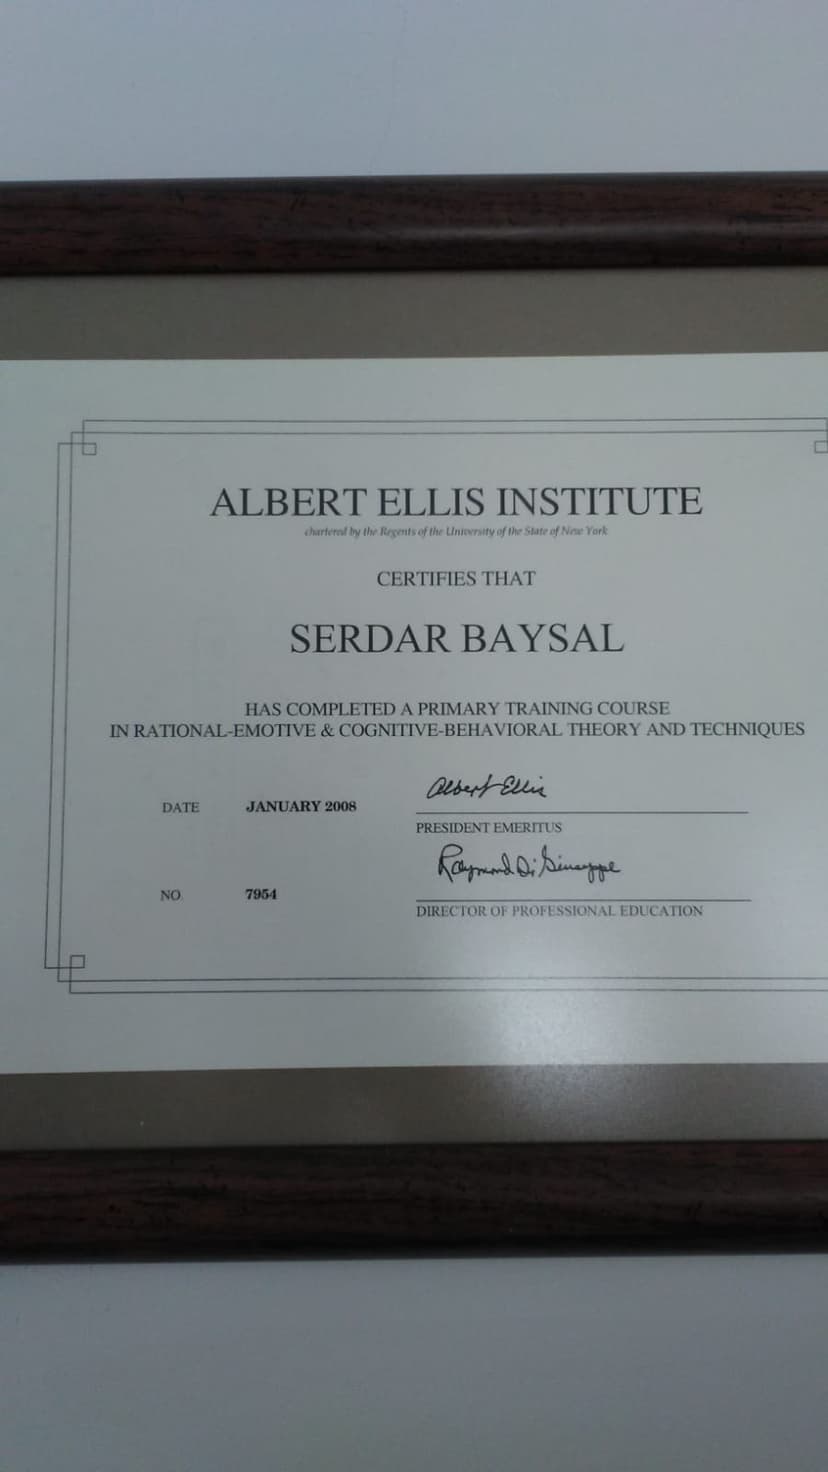 ALBERT ELLIS INSTITUTE
chartered by the Regents of the University of the State of New York
CERTIFIES THAT
SERDAR BAYSAL
HAS COMPLETED A PRIMARY TRAINING COURSE
IN RATIONAL-EMOTIVE & COGNITIVE-BEHAVIORAL THEORY AND TECHNIQUES
Albert Ellis
DATE JANUARY 2008
PRESIDENT EMERITUS
Raymond DiGiuseppe
NO. 7954
DIRECTOR OF PROFESSIONAL EDUCATION